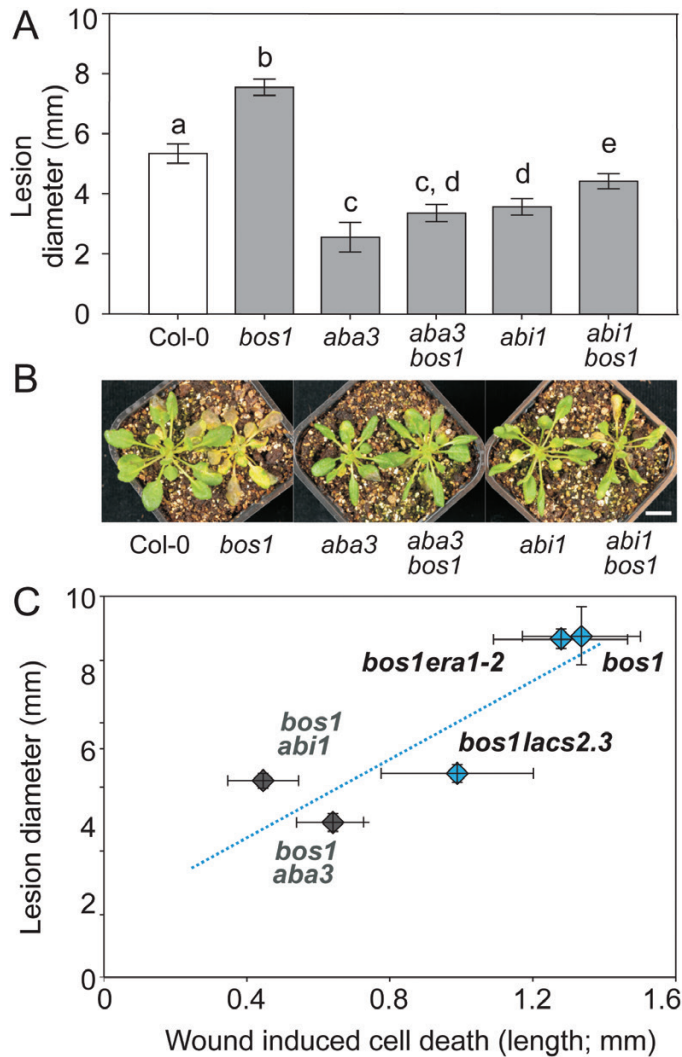 A
10
8
6
4
2
0
Lesion
diameter (mm)
a
b
c
c, d
d
e
Col-0
bos1
aba3
aba3
bos1
abi1
abi1
bos1
B
Col-0
bos1
aba3
aba3
bos1
abi1
abi1
bos1
C
10
8
6
4
2
0
Lesion diameter (mm)
bos1era1-2
bos1
bos1
abi1
bos1lacs2.3
bos1
aba3
0
0.4
0.8
1.2
1.6
Wound induced cell death (length; mm)